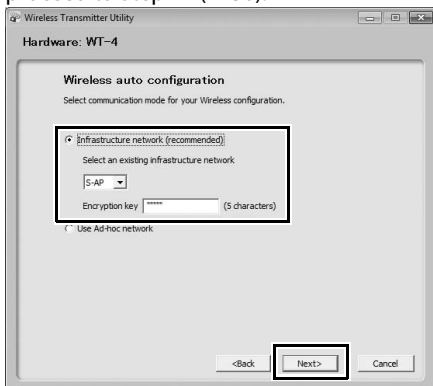 Wireless Transmitter Utility
Hardware: WT-4
Wireless auto configuration
Select communication mode for your Wireless configuration.
Infrastructure network (recommended)
Select an existing infrastructure network
S-AP
Encryption key ***** (5 characters)
Use Ad-hoc network
<Back Next> Cancel